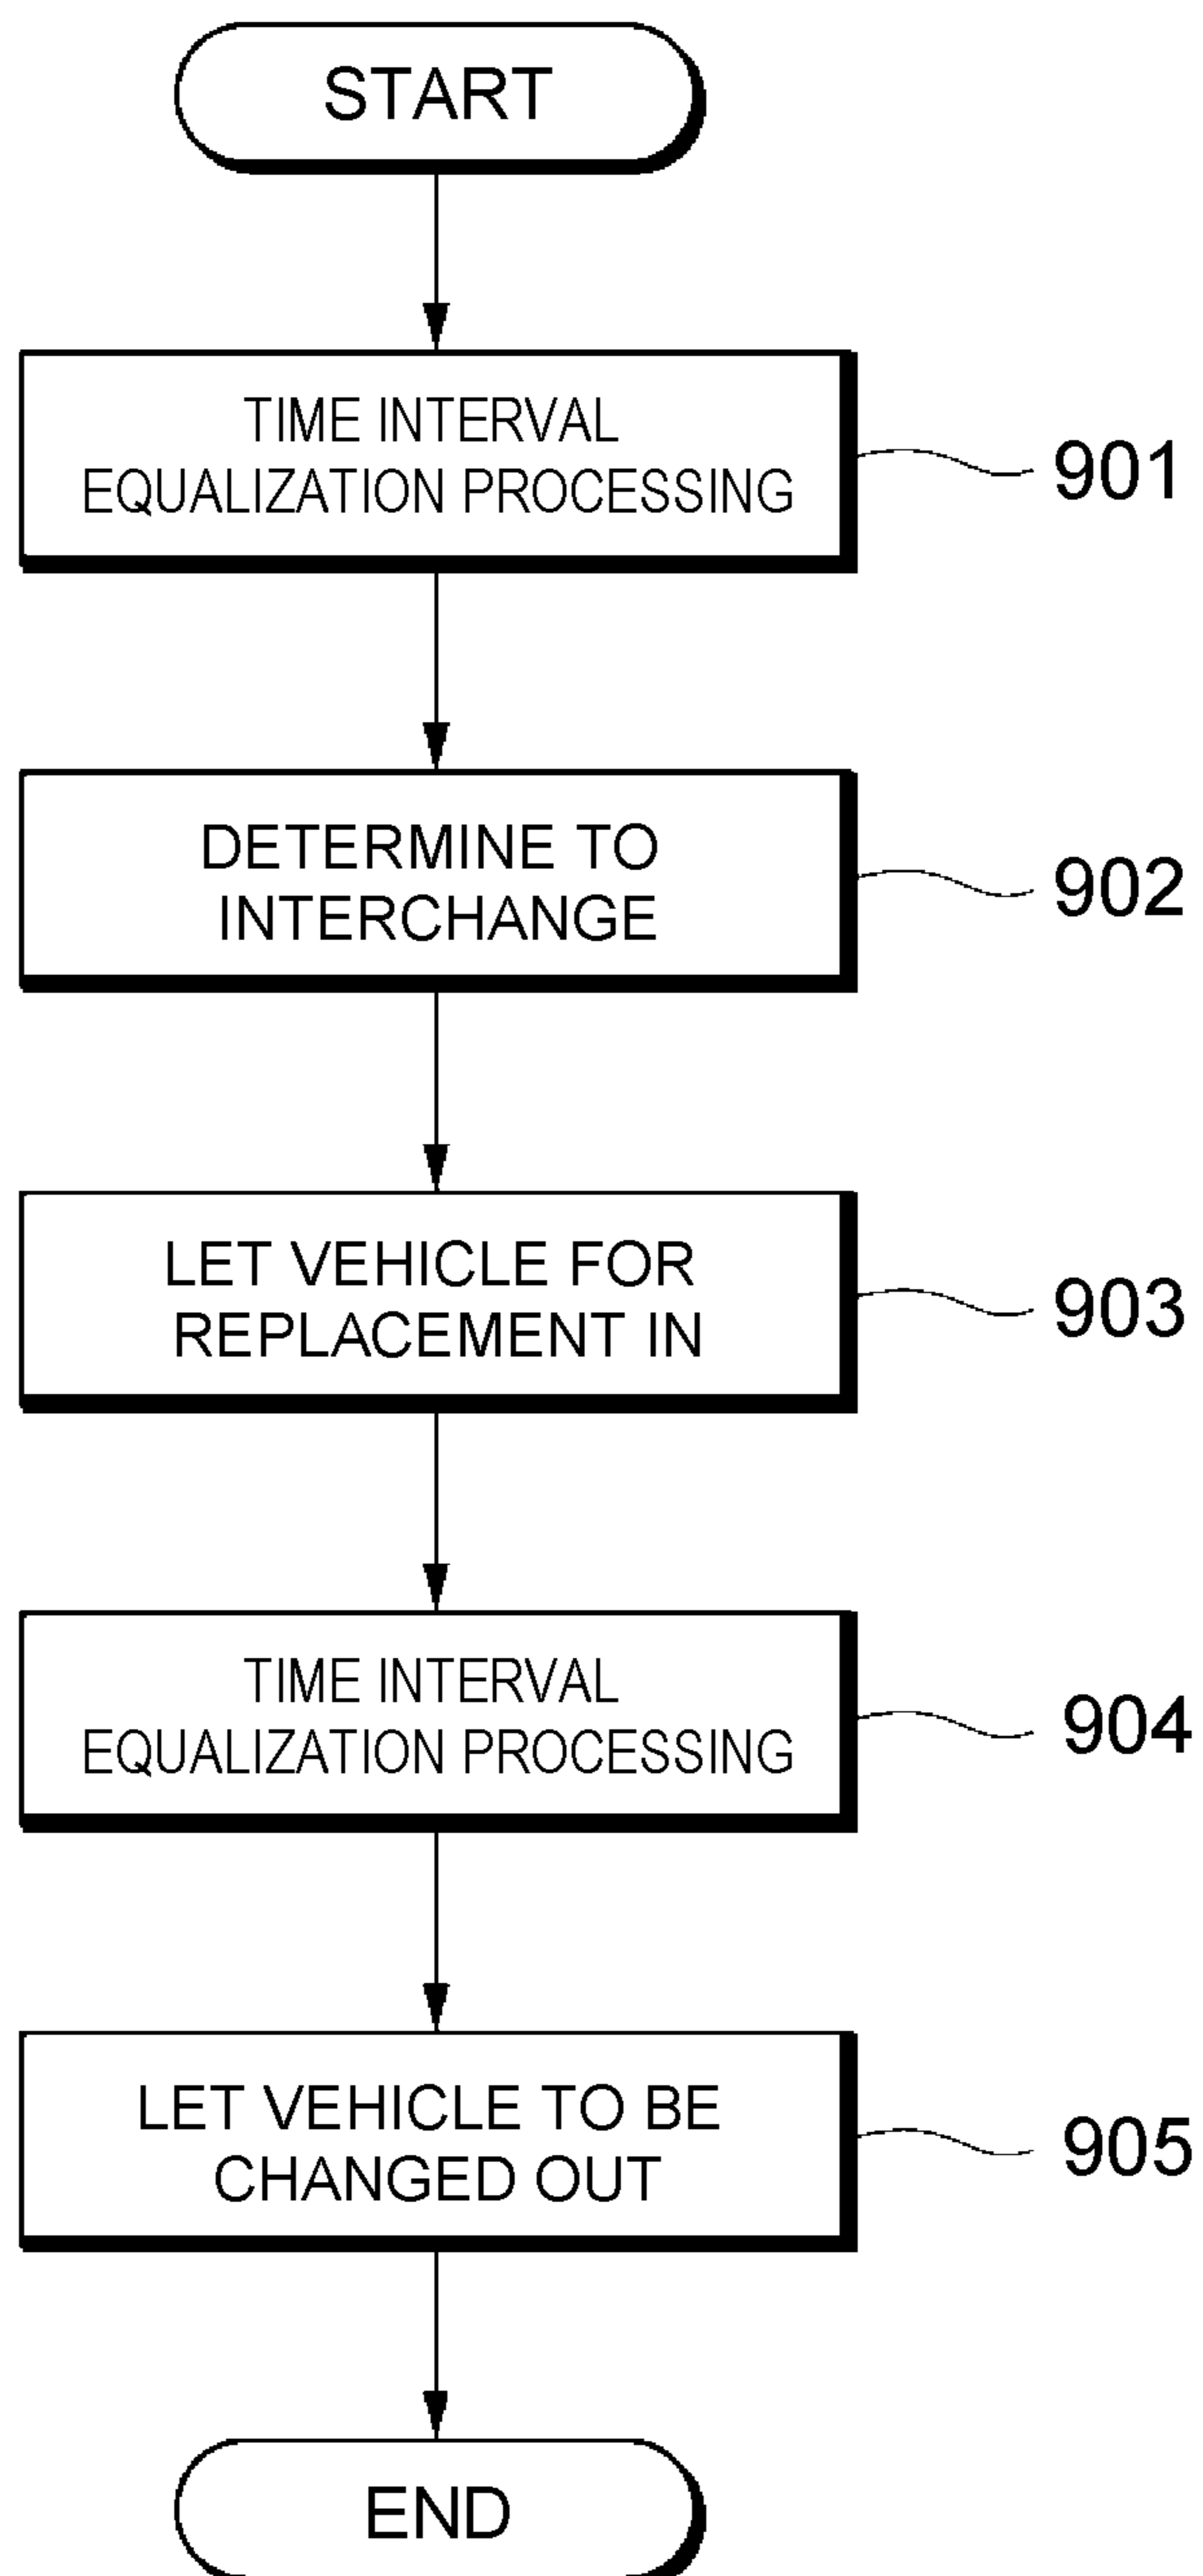 START
TIME INTERVAL
EQUALIZATION PROCESSING
901
DETERMINE TO
INTERCHANGE
902
LET VEHICLE FOR
REPLACEMENT IN
903
TIME INTERVAL
EQUALIZATION PROCESSING
904
LET VEHICLE TO BE
CHANGED OUT
905
END